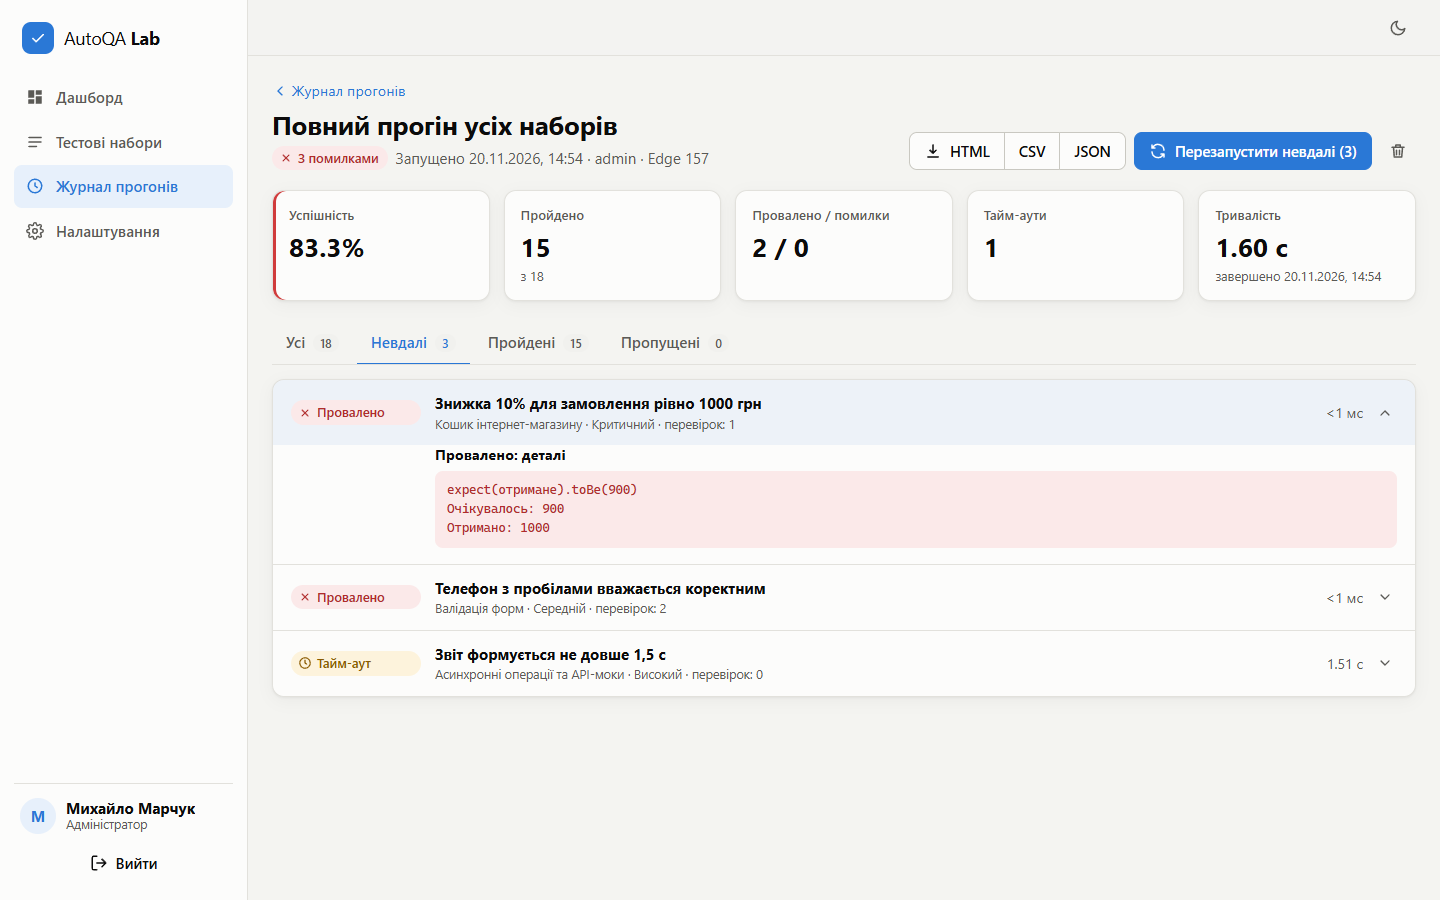 AutoQA Lab
Дашборд
Тестові набори
Журнал прогонів
Налаштування
Михайло Марчук
М
Адміністратор
Вийти
Журнал прогонів
Повний прогін усіх наборів
З помилками
Запущено 20.11.2026, 14:54 · admin · Edge 157
HTML
CSV
JSON
Перезапустити невдалі (3)
Успішність
83.3%
Пройдено
15
з 18
Провалено / помилки
2 / 0
Тайм-аути
1
Тривалість
1.60 с
завершено 20.11.2026, 14:54
Усі 18
Невдалі 3
Пройдені 15
Пропущені 0
Провалено
Знижка 10% для замовлення рівно 1000 грн
Кошик інтернет-магазину · Критичний · перевірок: 1
<1 мс
Провалено: деталі
expect(отримане).toBe(900)
Очікувалось: 900
Отримано: 1000
Провалено
Телефон з пробілами вважається коректним
Валідація форм · Середній · перевірок: 2
<1 мс
Тайм-аут
Звіт формується не довше 1,5 с
Асинхронні операції та API-моки · Високий · перевірок: 0
1.51 с